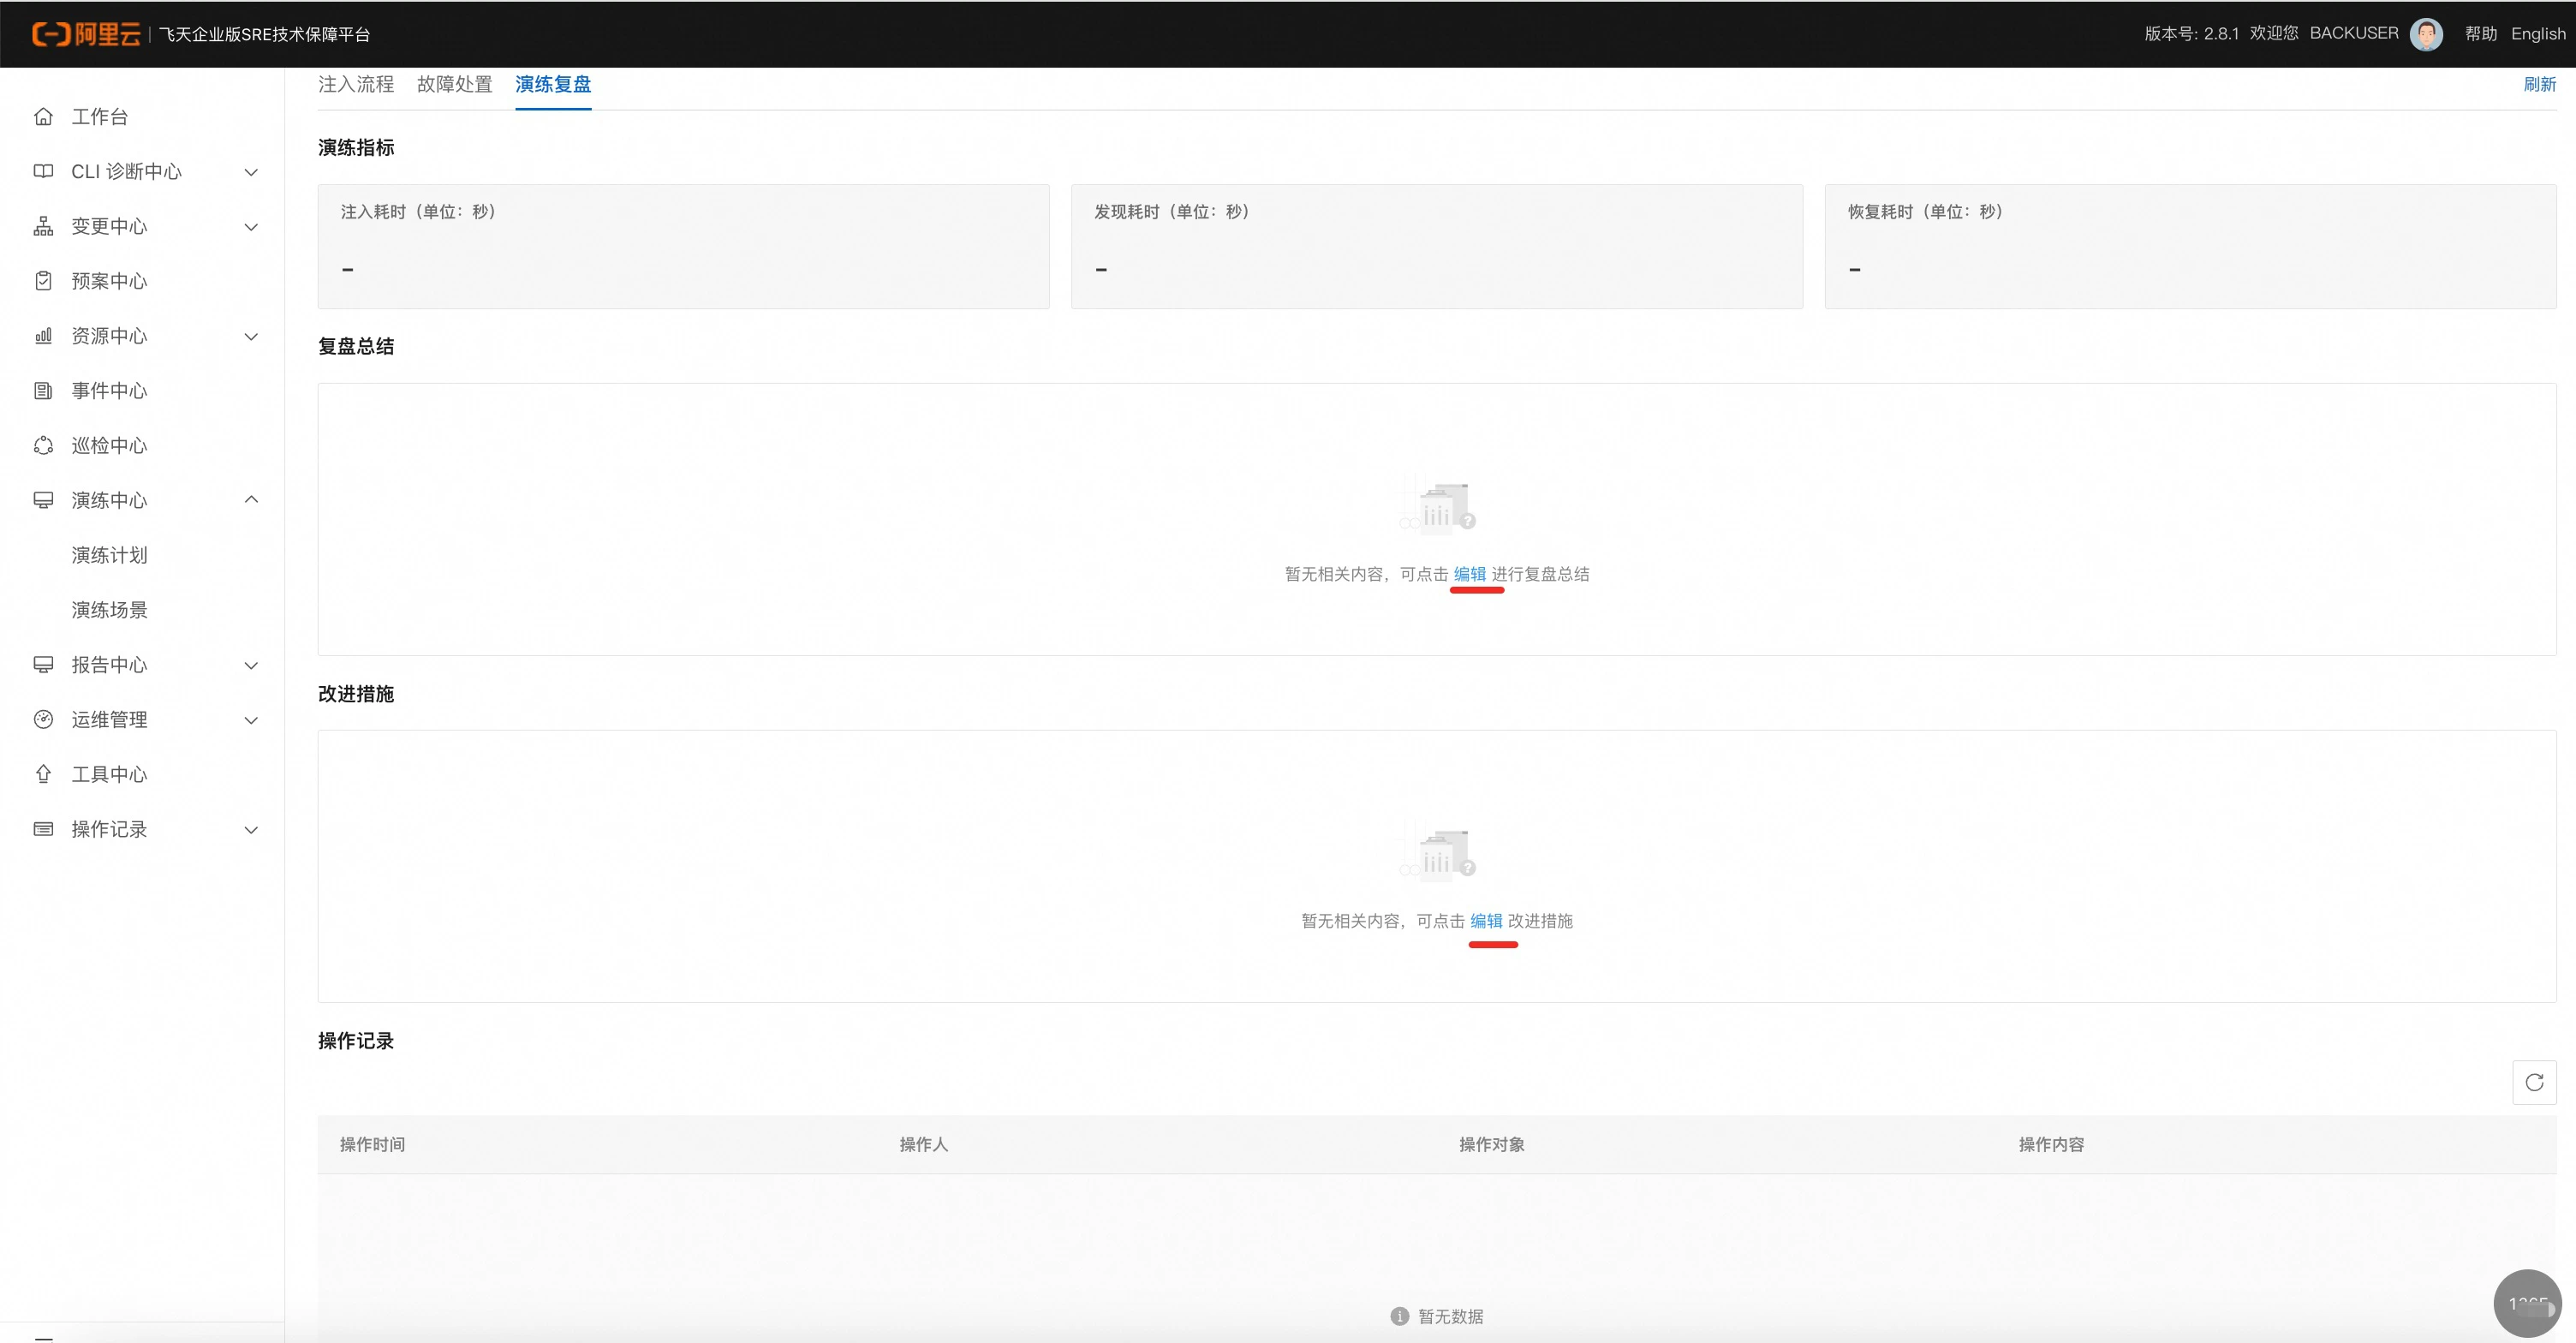 阿里云 | 飞天企业版SRE技术保障平台
版本号: 2.8.1 欢迎您 BACKUSER 帮助 English
工作台
CLI 诊断中心
变更中心
预案中心
资源中心
事件中心
巡检中心
演练中心
演练计划
演练场景
报告中心
运维管理
工具中心
操作记录
注入流程 故障处置 演练复盘 刷新
演练指标
注入耗时（单位：秒） 发现耗时（单位：秒） 恢复耗时（单位：秒）
- - -
复盘总结
暂无相关内容，可点击 编辑 进行复盘总结
改进措施
暂无相关内容，可点击 编辑 改进措施
操作记录
操作时间 操作人 操作对象 操作内容
暂无数据